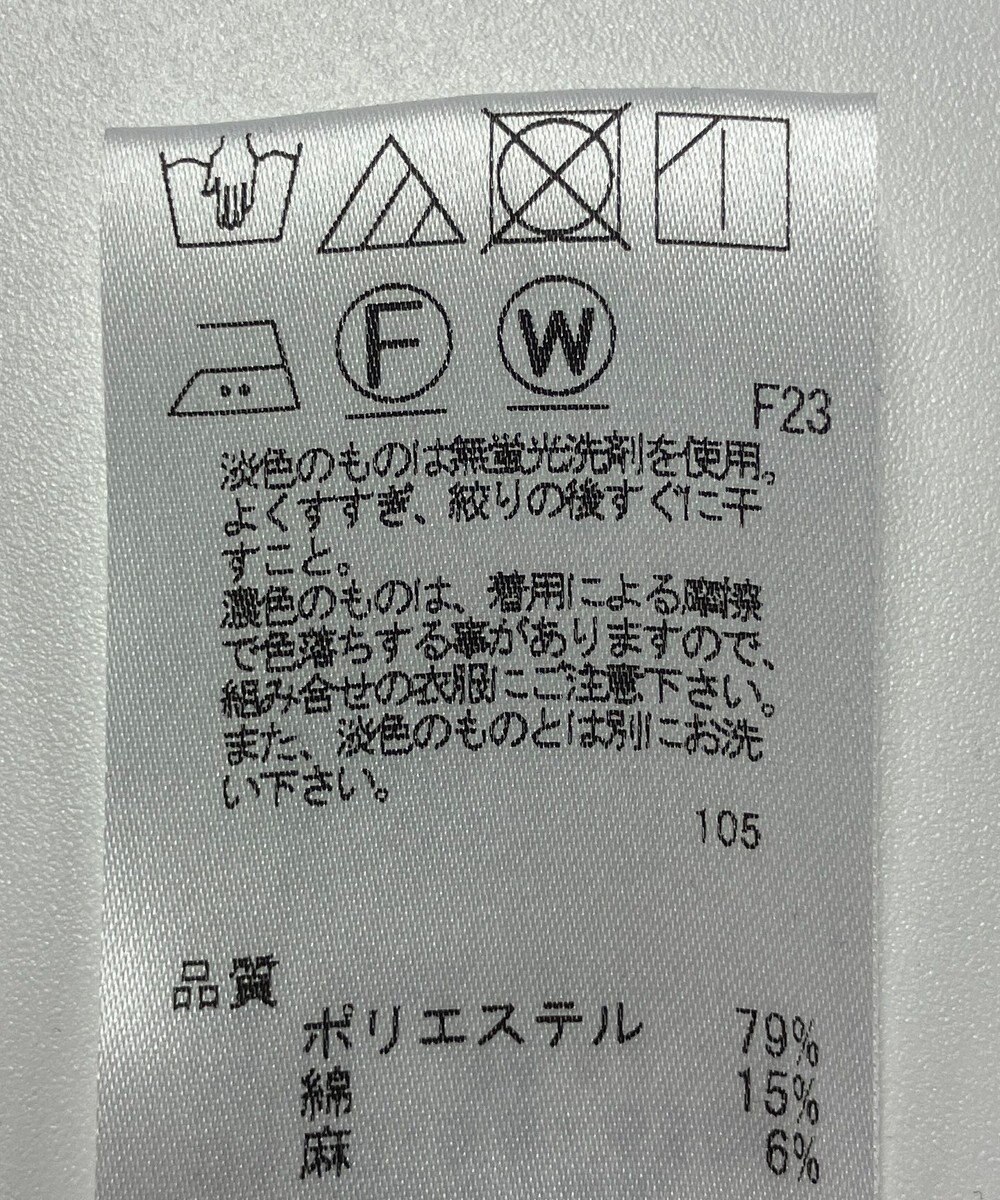 F W
F23
淡色のものは無蛍光洗剤を使用。
よくすすぎ、絞りの後すぐに干
すこと。
濃色のものは、着用による摩擦
で色落ちする事がありますので、
組み合せの衣服にご注意下さい。
また、淡色のものとは別にお洗
い下さい。
105
品質
ポリエステル 79%
綿 15%
麻 6%